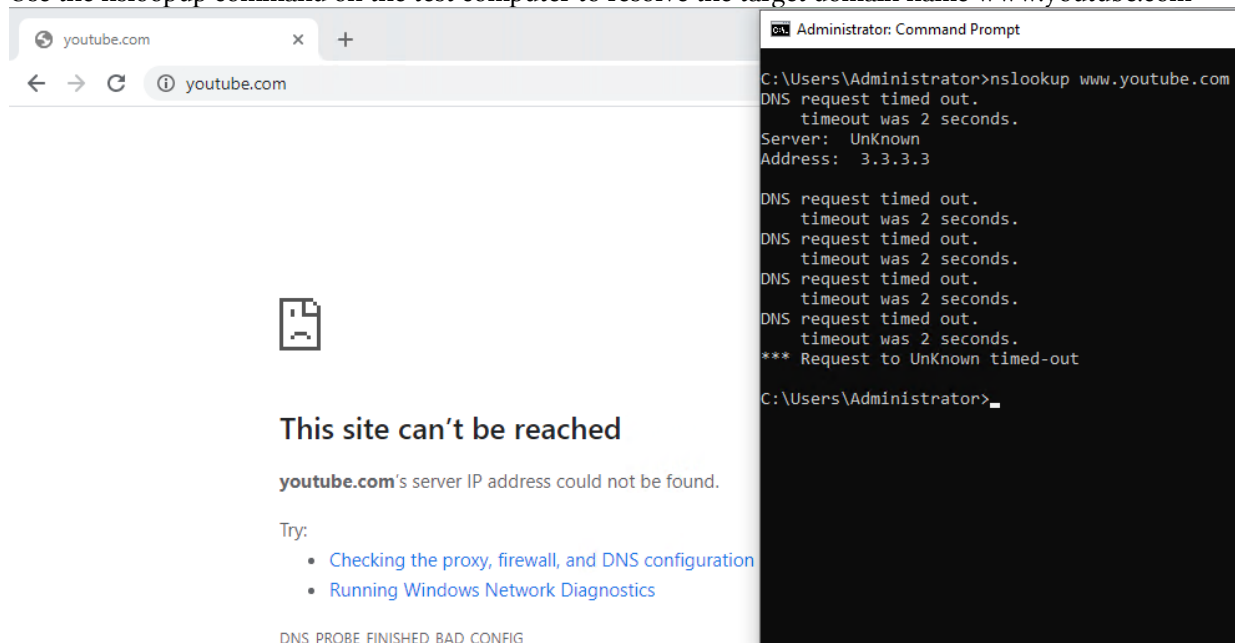 Use the nsloopup command on the test computer to resolve the target domain name www.youtube.com
youtube.com
youtube.com
This site can't be reached
youtube.com's server IP address could not be found.
Try:
• Checking the proxy, firewall, and DNS configuration
• Running Windows Network Diagnostics
DNS_PROBE_FINISHED_BAD_CONFIG
Administrator: Command Prompt
C:\Users\Administrator>nslookup www.youtube.com
DNS request timed out.
timeout was 2 seconds.
Server: UnKnown
Address: 3.3.3.3
DNS request timed out.
timeout was 2 seconds.
DNS request timed out.
timeout was 2 seconds.
DNS request timed out.
timeout was 2 seconds.
DNS request timed out.
timeout was 2 seconds.
*** Request to UnKnown timed-out
C:\Users\Administrator>